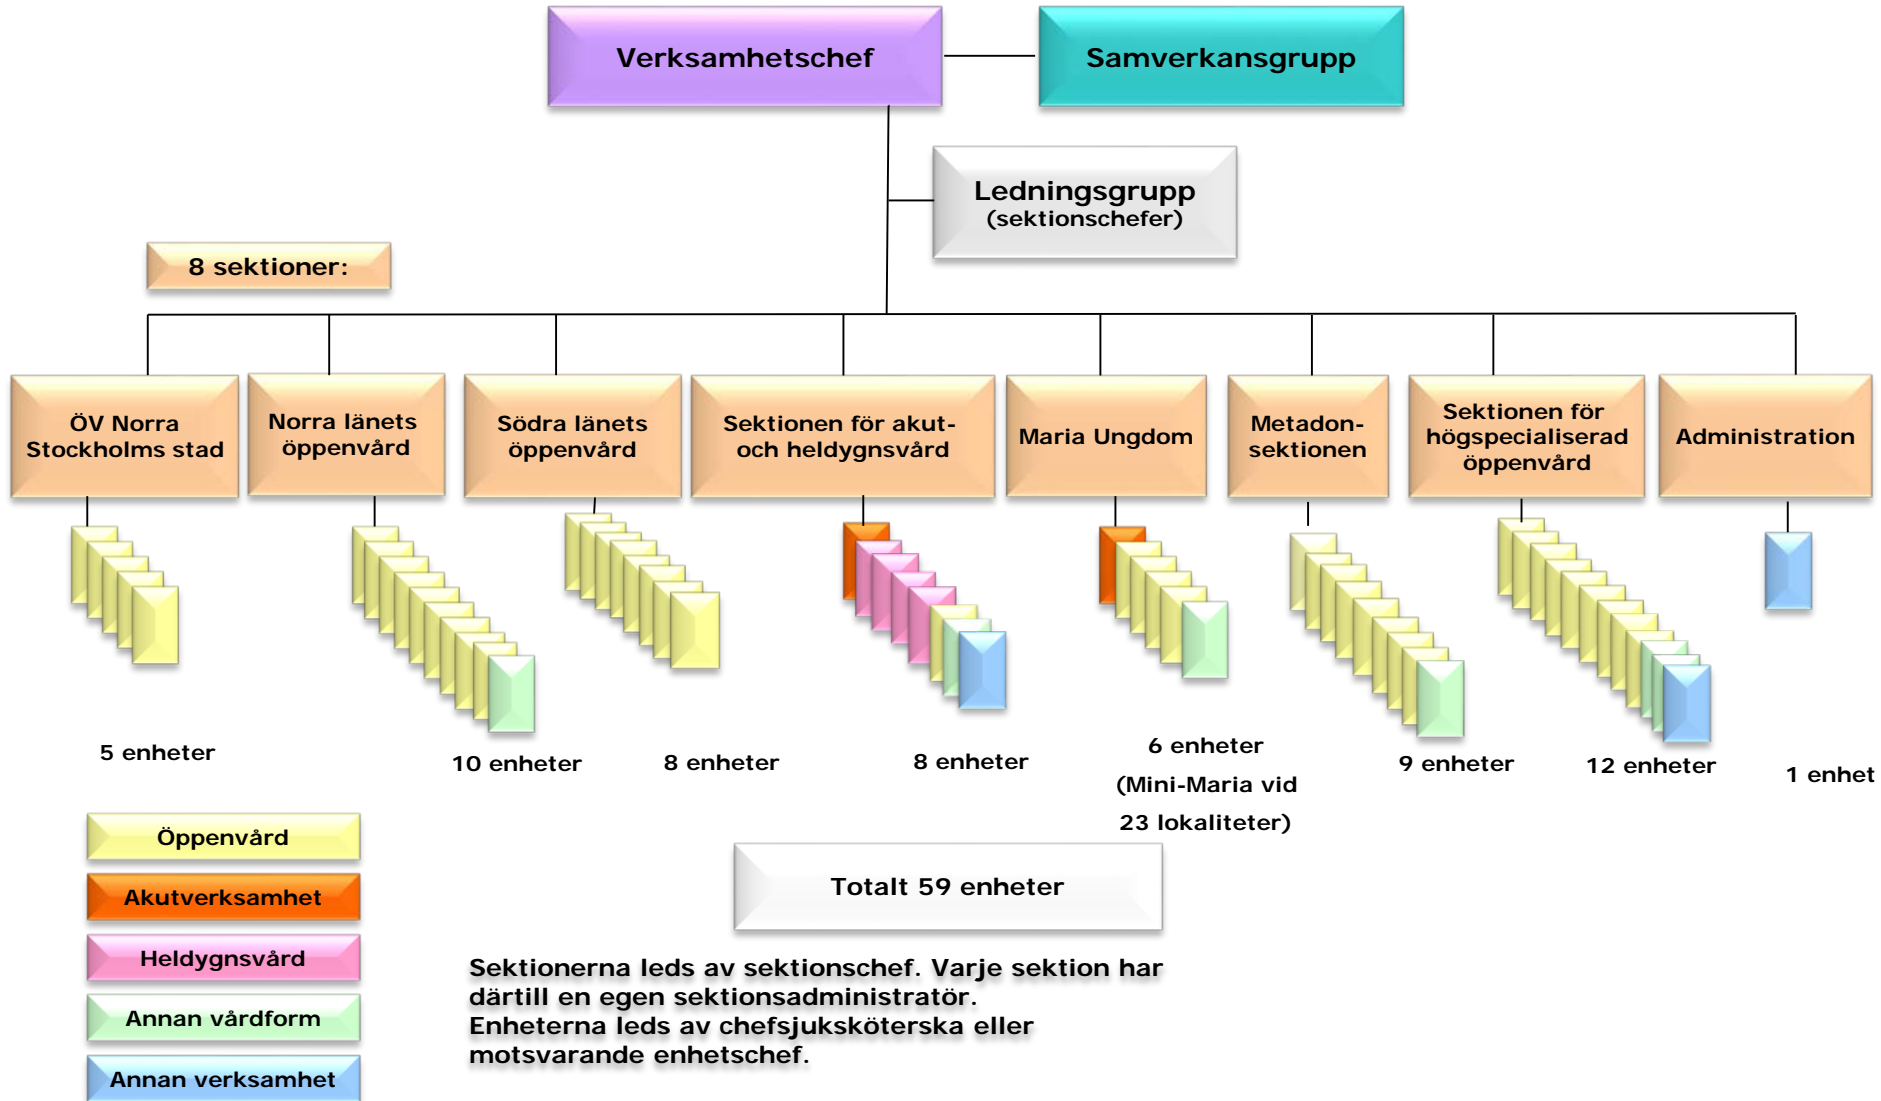 Verksamhetschef
Samverkansgrupp
Ledningsgrupp
(sektionschefer)
8 sektioner:
ÖV Norra
Stockholms stad
Norra länets
öppenvård
Södra länets
öppenvård
Sektionen för akut-
och heldygnsvård
Maria Ungdom
Metadon-
sektionen
Sektionen för
högspecialiserad
öppenvård
Administration
5 enheter
10 enheter
8 enheter
8 enheter
6 enheter
(Mini-Maria vid
23 lokaliteter)
9 enheter
12 enheter
1 enhet
Öppenvård
Akutverksamhet
Heldygnsvård
Annan vårdform
Annan verksamhet
Totalt 59 enheter
Sektionerna leds av sektionschef. Varje sektion har
därtill en egen sektionsadministratör.
Enheterna leds av chefsjuksköterska eller
motsvarande enhetschef.